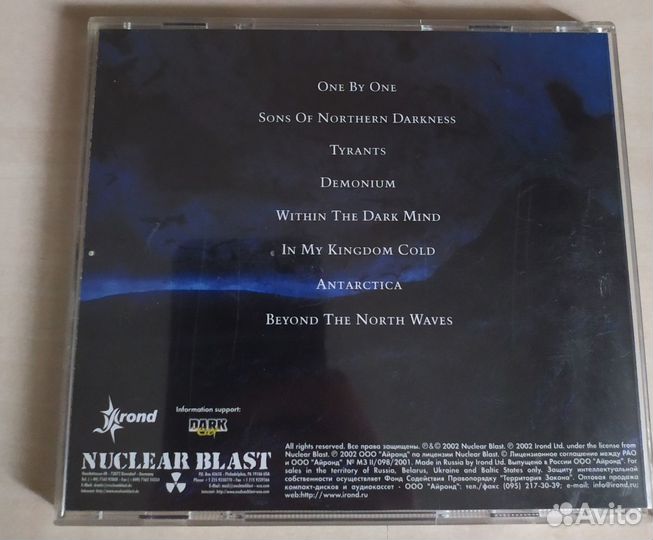 ONE BY ONE
SONS OF NORTHERN DARKNESS
TYRANTS
DEMONIUM
WITHIN THE DARK MIND
IN MY KINGDOM COLD
ANTARCTICA
BEYOND THE NORTH WAVES
Irond
Information support:
DARK
CITY
NUCLEAR BLAST
All rights reserved. Все права защищены. ℗&© 2002 Nuclear Blast. ℗ 2002 Irond Ltd. under the license from
Nuclear Blast. ℗ 2002 ООО "Айронд" по лицензии Nuclear Blast. © Лицензионное соглашение между РАО
и ООО "Айронд" № М3 II/098/2001. Made in Russia by Irond Ltd. Выпущено в России ООО "Айронд". For
sales in the territory of Russia, Belarus, Ukraine and Baltic States only. Защиту интеллектуальной
собственности осуществляет Фонд Содействия Правопорядку "Территория Закона". Оптовая продажа
компакт-дисков и аудиокассет - ООО "Айронд": тел./факс (095) 217-30-39; e-mail: info@irond.ru;
web:http://www.irond.ru
Avito